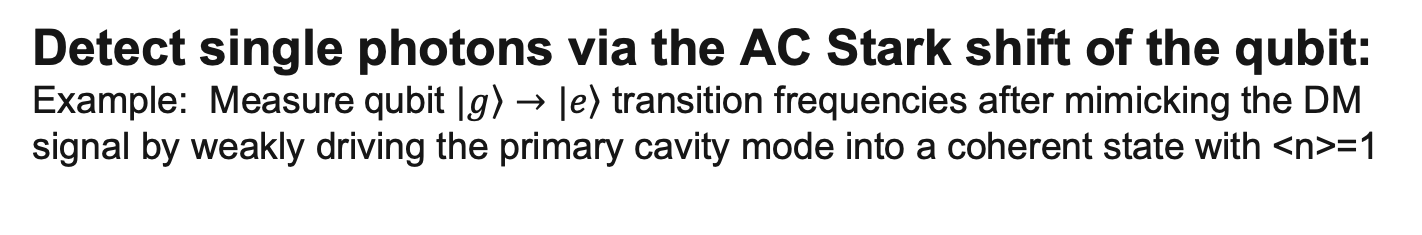 Detect single photons via the AC Stark shift of the qubit:
Example:  Measure qubit |g⟩ → |e⟩ transition frequencies after mimicking the DM
signal by weakly driving the primary cavity mode into a coherent state with <n>=1